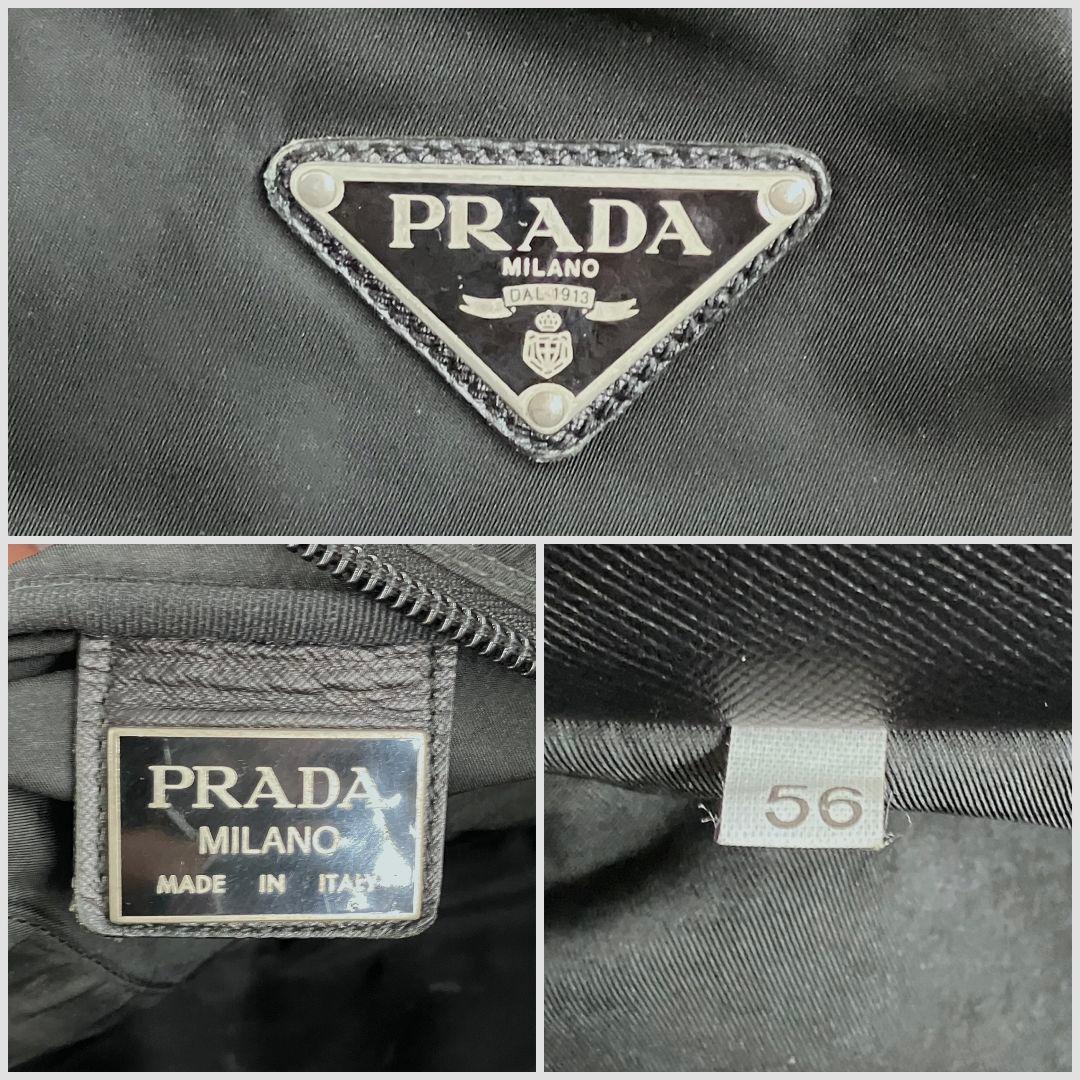 PRADA
MILANO
DAL 1913
PRADA
MILANO
MADE IN ITALY
56